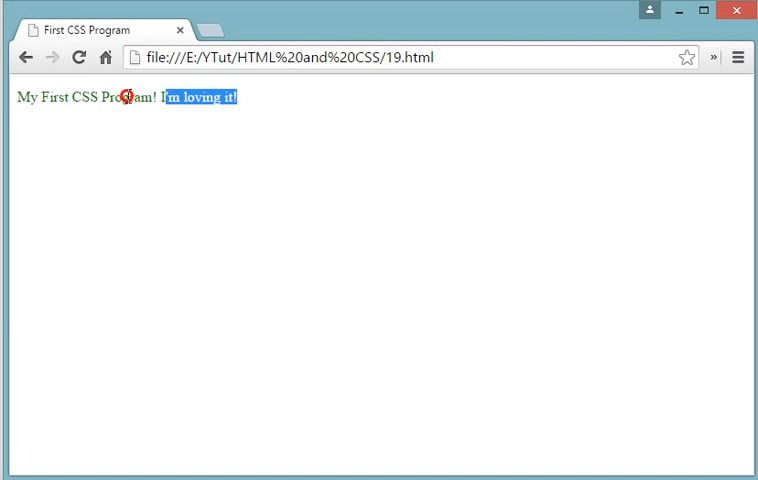 First CSS Program
file:///E:/YTut/HTML%20and%20CSS/19.html
My First CSS Program! I'm loving it!